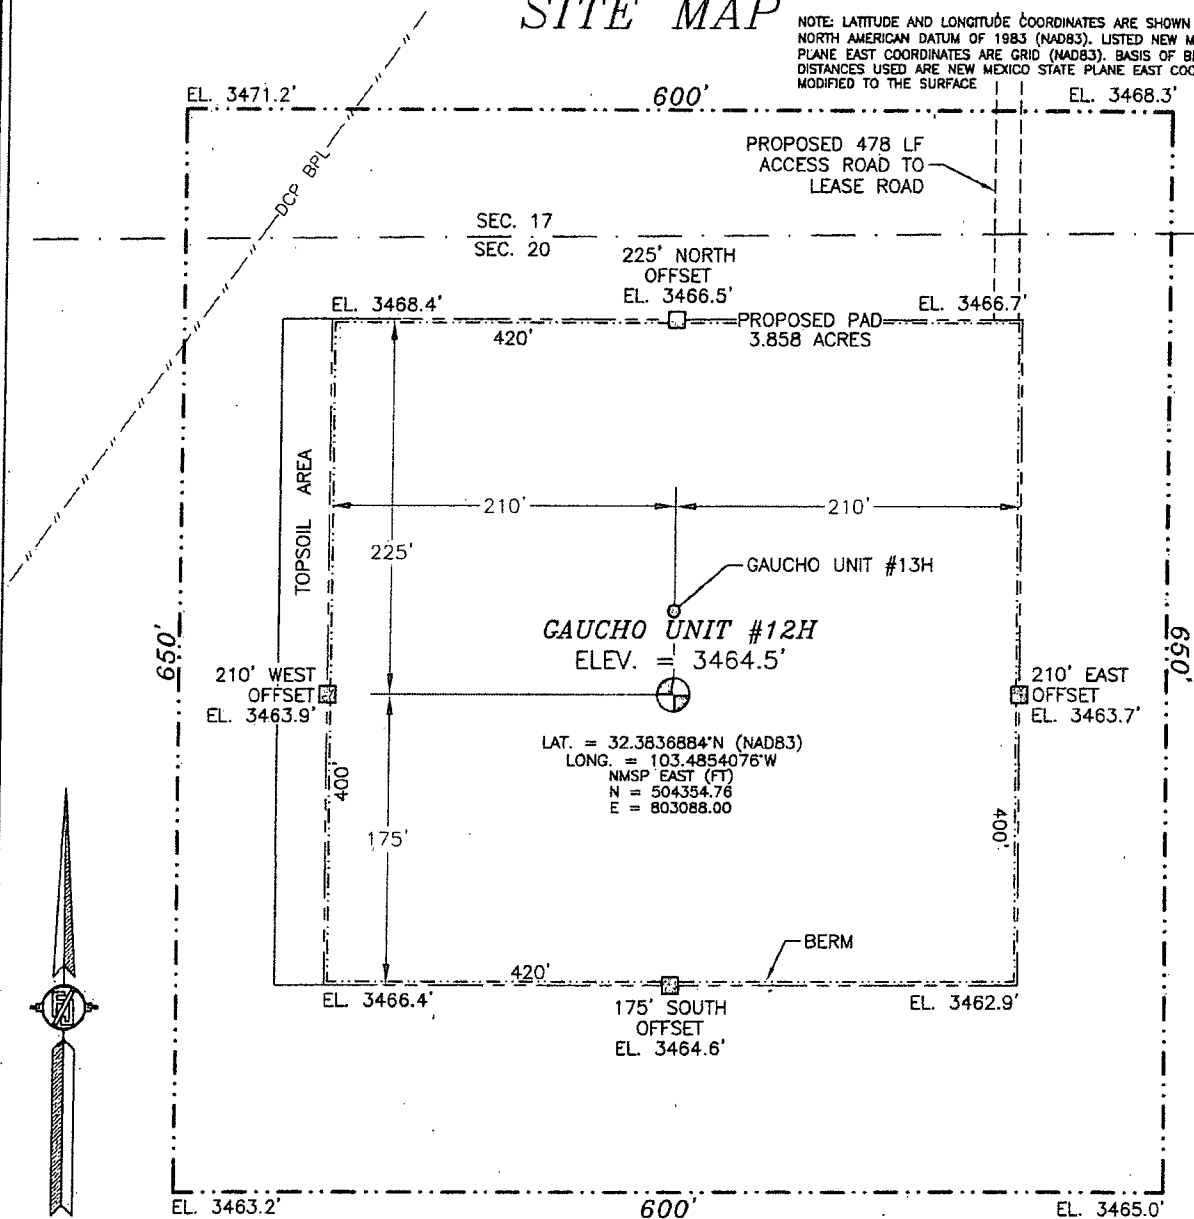 SITE MAP
NOTE: LATITUDE AND LONGITUDE COORDINATES ARE SHOWN
NORTH AMERICAN DATUM OF 1983 (NAD83). LISTED NEW M
PLANE EAST COORDINATES ARE GRID (NAD83). BASIS OF B
DISTANCES USED ARE NEW MEXICO STATE PLANE EAST COO
MODIFIED TO THE SURFACE
EL. 3471.2'
600'
EL. 3468.3'
PROPOSED 478 LF
ACCESS ROAD TO
LEASE ROAD
DCP BPL
SEC. 17
SEC. 20
225' NORTH
OFFSET
EL. 3466.5'
EL. 3468.4'
EL. 3466.7'
420'
PROPOSED PAD
3.858 ACRES
TOPSOIL AREA
210'
210'
225'
GAUCHO UNIT #13H
GAUCHO UNIT #12H
ELEV. = 3464.5'
650'
650'
210' WEST
OFFSET
EL. 3463.9'
210' EAST
OFFSET
EL. 3463.7'
LAT. = 32.3836884°N (NAD83)
LONG. = 103.4854076°W
NMSP EAST (FT)
N = 504354.76
E = 803088.00
400'
400'
175'
BERM
420'
EL. 3466.4'
EL. 3462.9'
175' SOUTH
OFFSET
EL. 3464.6'
EL. 3463.2'
600'
EL. 3465.0'